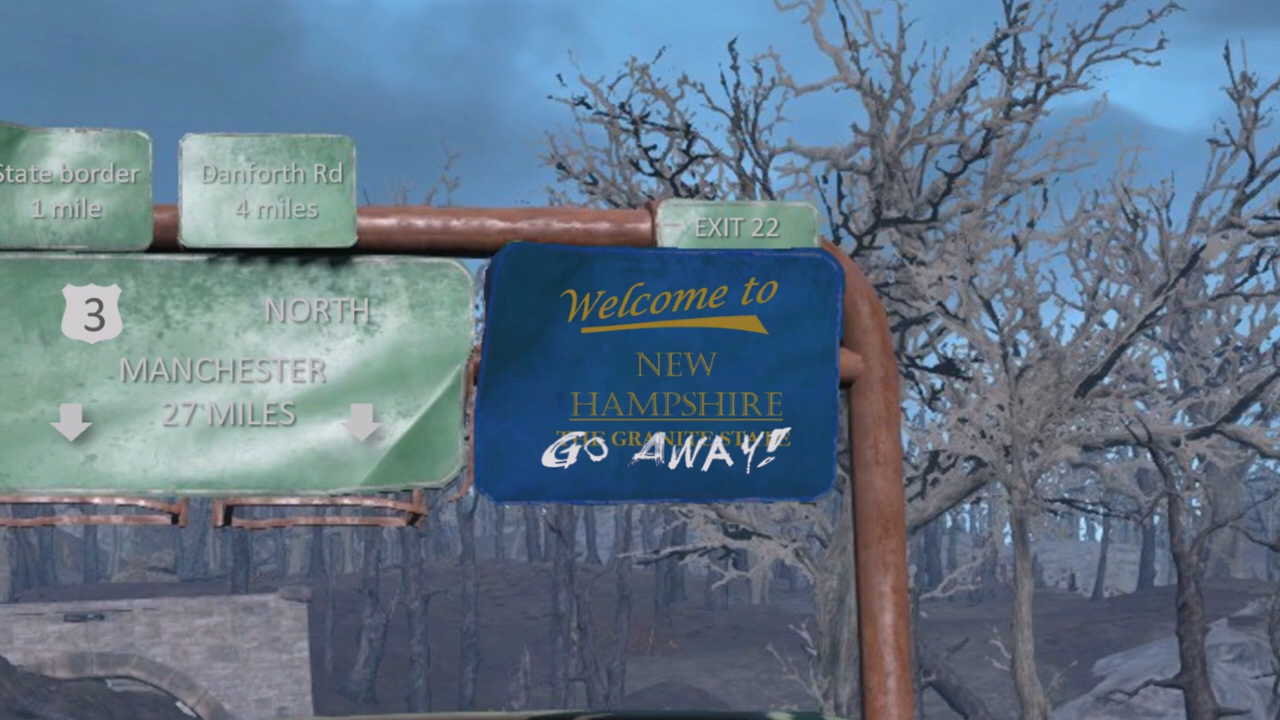 State border
1 mile
Danforth Rd
4 miles
EXIT 22
3
NORTH
MANCHESTER
27 MILES
Welcome to
NEW
HAMPSHIRE
THE GRANITE STATE
GO AWAY!